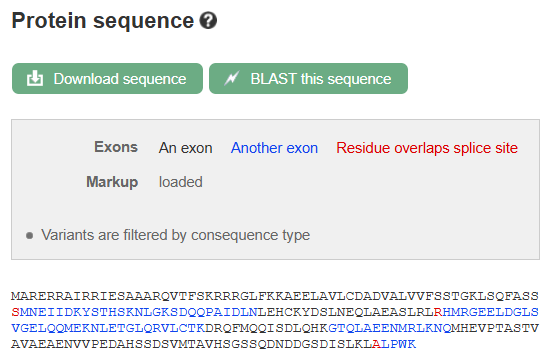 Protein sequence ?
Download sequence BLAST this sequence
Exons An exon Another exon Residue overlaps splice site
Markup loaded
Variants are filtered by consequence type
MARERRAIRRIESAAARQVTFSKRRRGLFKKAEELAVLCDADVALVVFSSTGKLSQFASS
SMNEIIDKYSTHSKNLGKSDQQPAIDLNLEHCKYDSLNEQLAEASLRLRHMRGEELDGLS
VGELQQMEKNLETGLQRVLCTKDRQFMQQISDLQHKGTQLAEENMRLKNQMHEVPTASTV
AVAEAENVVPEDAHSSDSVMTAVHSGSSQDNDDGSDISLKLALPWK